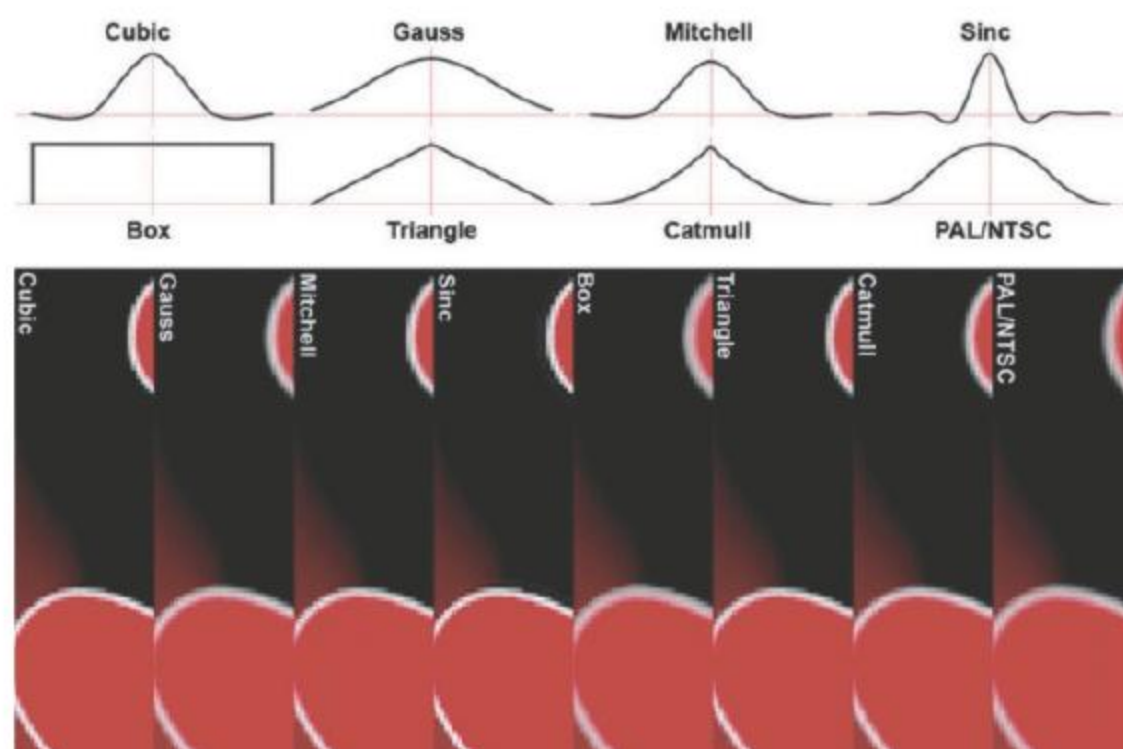 Cubic Gauss Mitchell Sinc
Box Triangle Catmull PAL/NTSC
Cubic
Gauss
Mitchell
Sinc
Box
Triangle
Catmull
PAL/NTSC